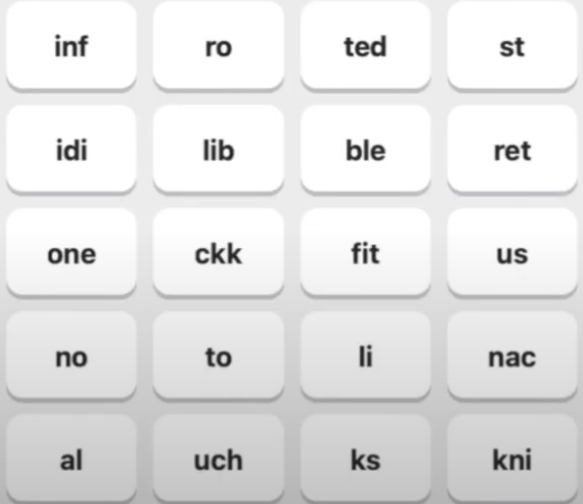 inf ro ted st
idi lib ble ret
one ckk fit us
no to li nac
al uch ks kni